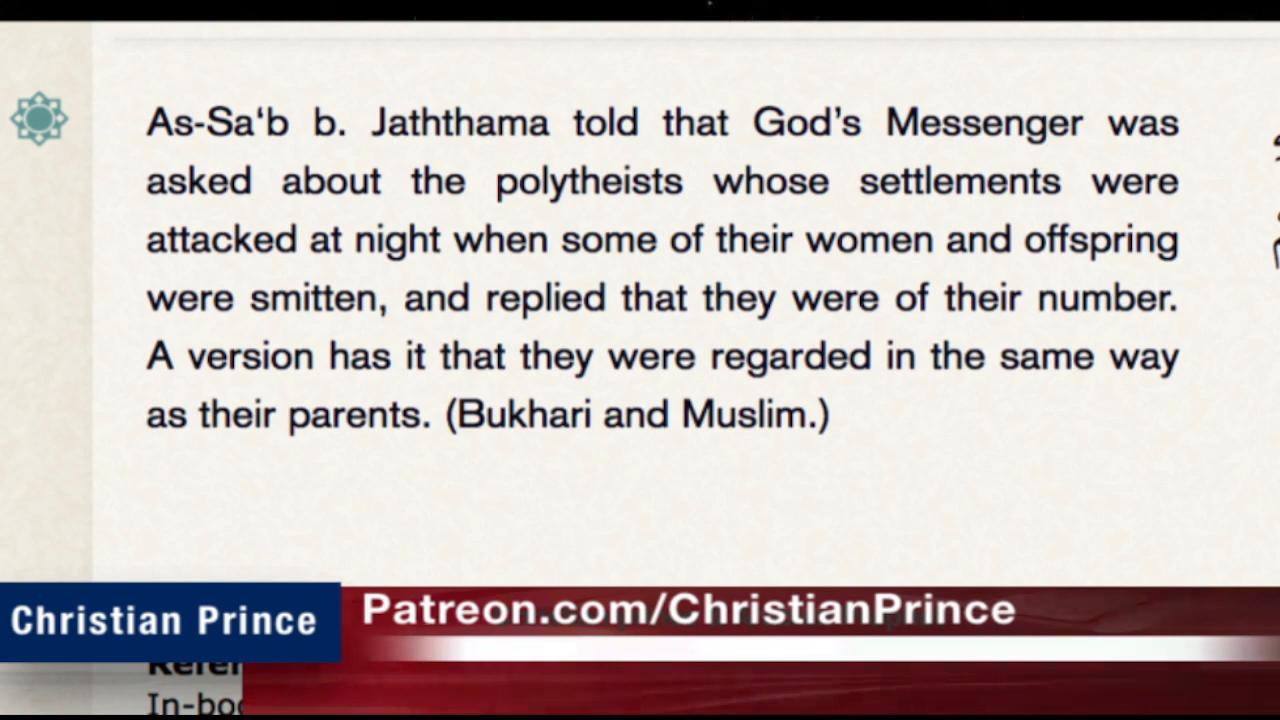 As-Sa‘b b. Jaththama told that God’s Messenger was
asked about the polytheists whose settlements were
attacked at night when some of their women and offspring
were smitten, and replied that they were of their number.
A version has it that they were regarded in the same way
as their parents. (Bukhari and Muslim.)
Christian Prince
Patreon.com/ChristianPrince